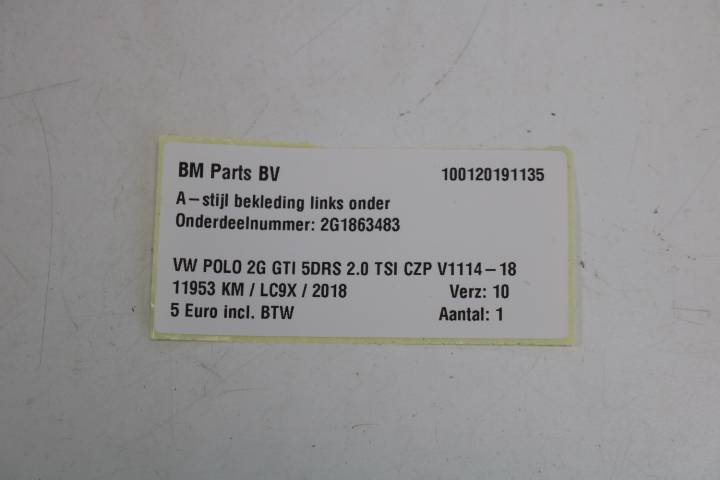 BM Parts BV 100120191135
A-stijl bekleding links onder
Onderdeelnummer: 2G1863483
VW POLO 2G GTI 5DRS 2.0 TSI CZP V1114-18
11953 KM / LC9X / 2018 Verz: 10
5 Euro incl. BTW Aantal: 1